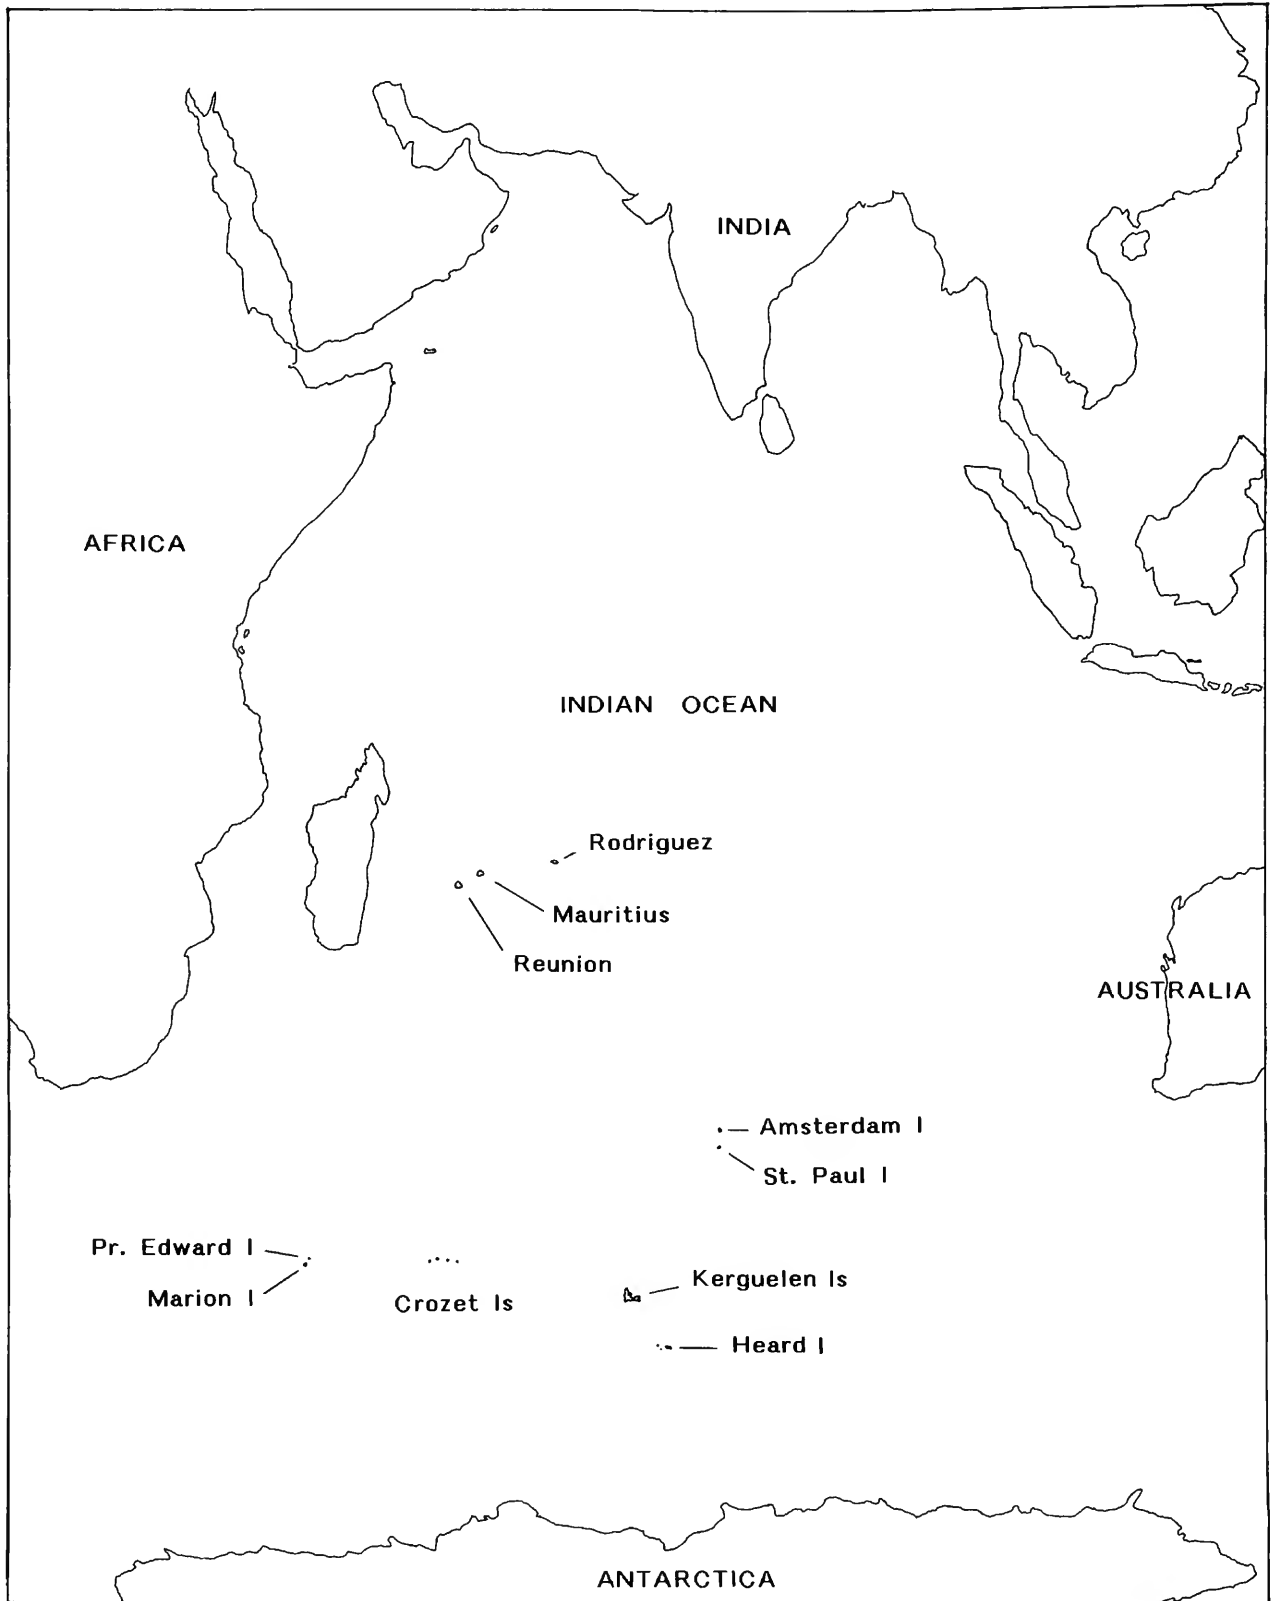 INDIA
AFRICA
INDIAN OCEAN
Rodriguez
Mauritius
Reunion
AUSTRALIA
Amsterdam I
St. Paul I
Pr. Edward I
Marion I
Crozet Is
Kerguelen Is
Heard I
ANTARCTICA